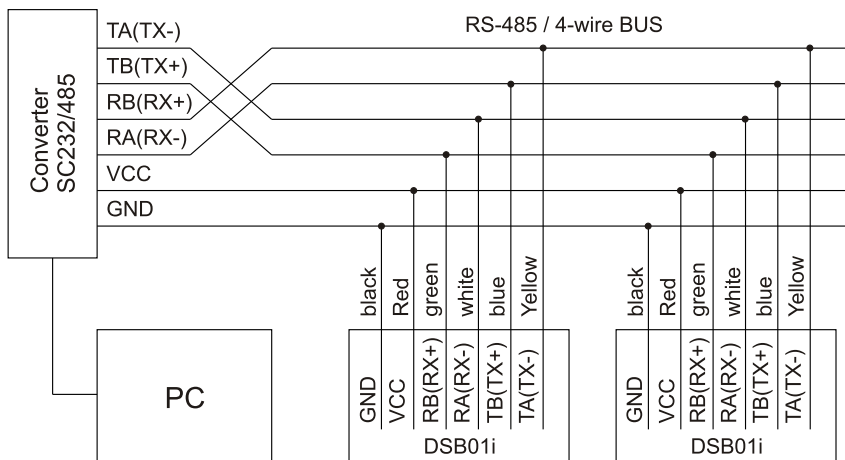 RS-485 / 4-wire BUS
Converter
SC232/485
TA(TX-)
TB(TX+)
RB(RX+)
RA(RX-)
VCC
GND
black
Red
green
white
blue
Yellow
black
Red
green
white
blue
Yellow
PC
GND
VCC
RB(RX+)
RA(RX-)
TB(TX+)
TA(TX-)
DSB01i
GND
VCC
RB(RX+)
RA(RX-)
TB(TX+)
TA(TX-)
DSB01i